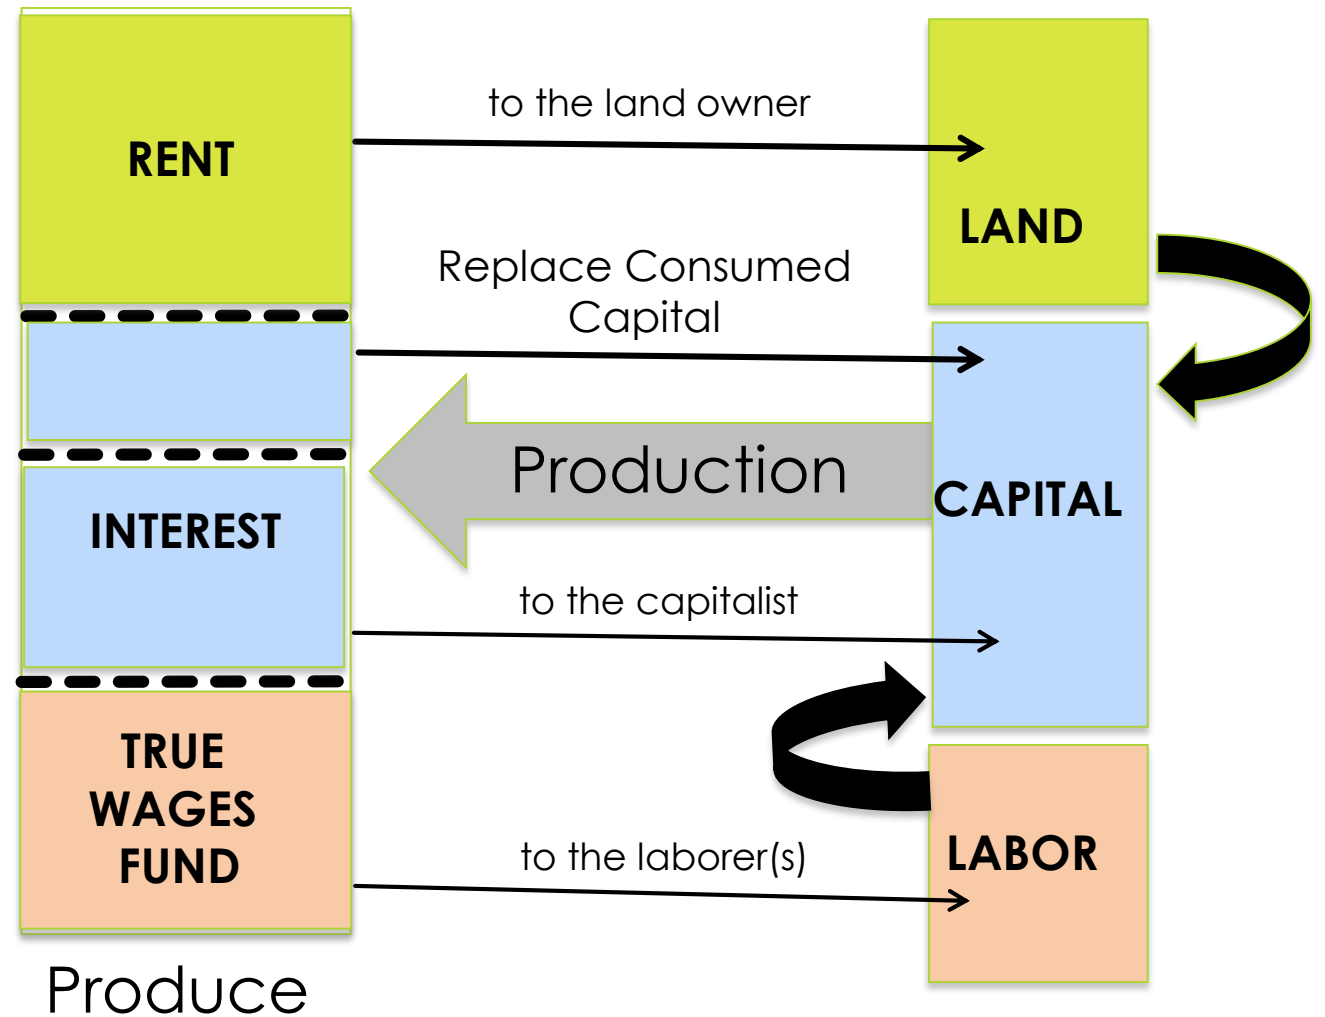 to the land owner
RENT
LAND
Replace Consumed
Capital
Production
CAPITAL
INTEREST
to the capitalist
TRUE
WAGES
FUND
to the laborer(s)
LABOR
Produce